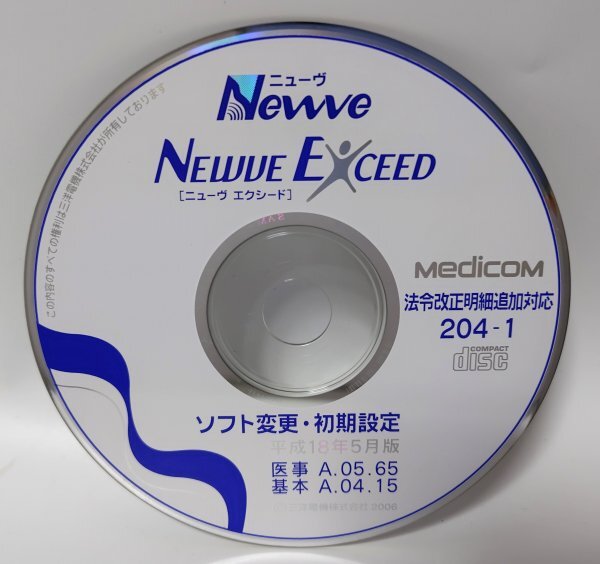 ニューヴ
Newve
NEWVE EXCEED
[ニューヴ エクシード]
この内容のすべての権利は三洋電機株式会社が所有しております
MediCOM
法令改正明細追加対応
204-1
COMPACT
disc
ソフト変更・初期設定
平成18年5月版
医事 A.05.65
基本 A.04.15
三洋電機株式会社 2006